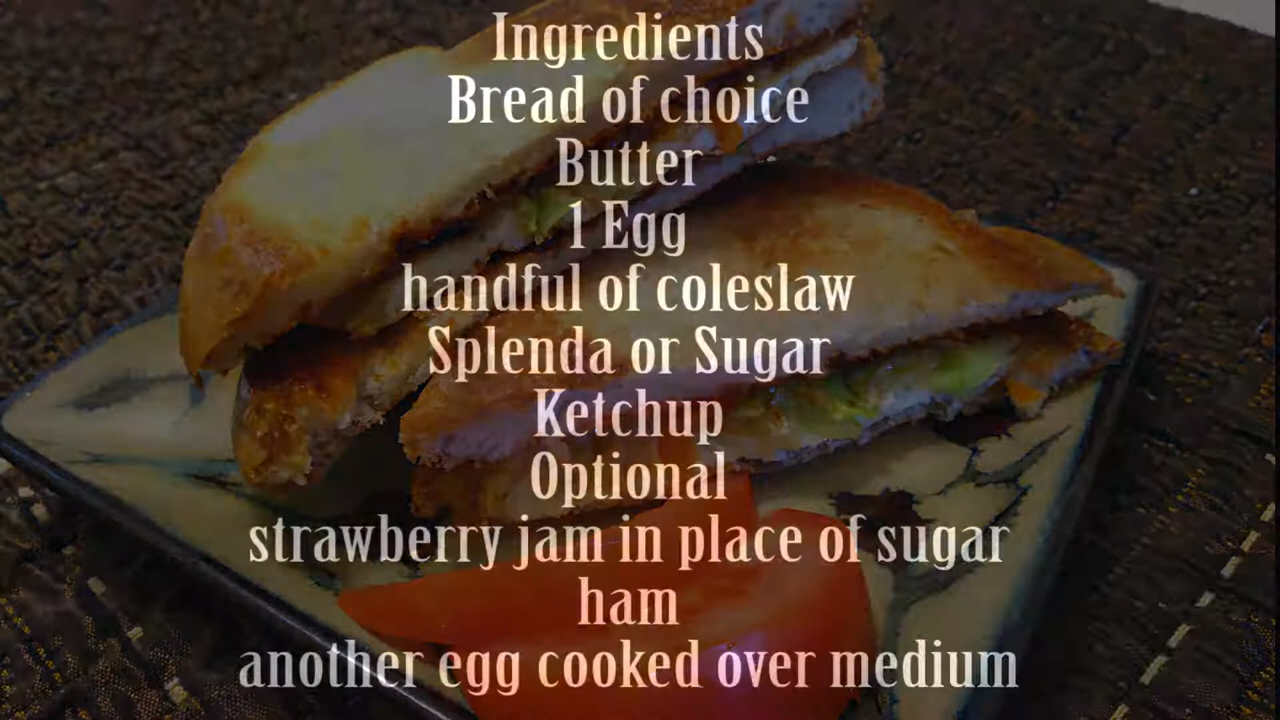 Ingredients
Bread of choice
Butter
1 Egg
handful of coleslaw
Splenda or Sugar
Ketchup
Optional
strawberry jam in place of sugar
ham
another egg cooked over medium